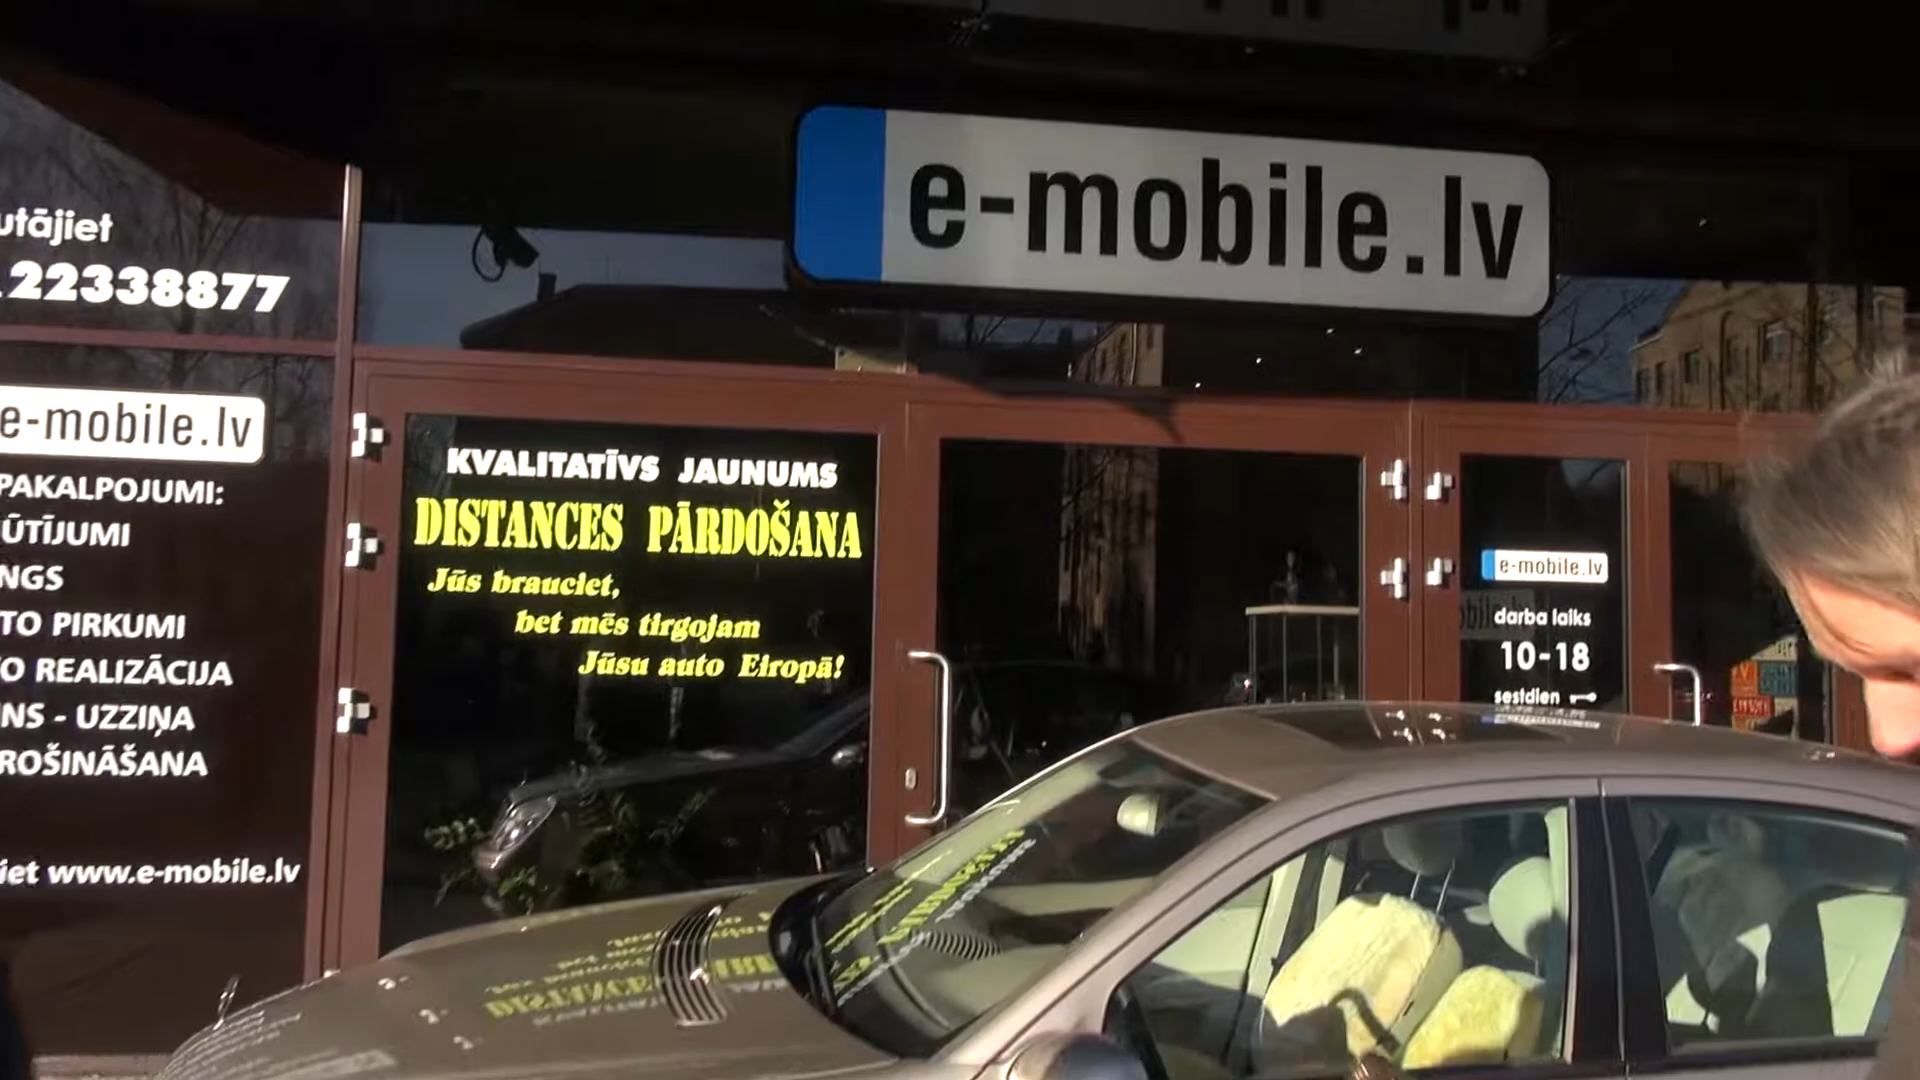 e-mobile.lv
utājiet
22338877
e-mobile.lv
PAKALPOJUMI:
ŪTĪJUMI
NGS
TO PIRKUMI
O REALIZĀCIJA
NS - UZZIŅA
ROŠINĀŠANA
iet www.e-mobile.lv
KVALITATĪVS JAUNUMS
DISTANCES PĀRDOŠANA
Jūs brauciet,
bet mēs tirgojam
Jūsu auto Eiropā!
e-mobile.lv
darba laiks
10-18
sestdien